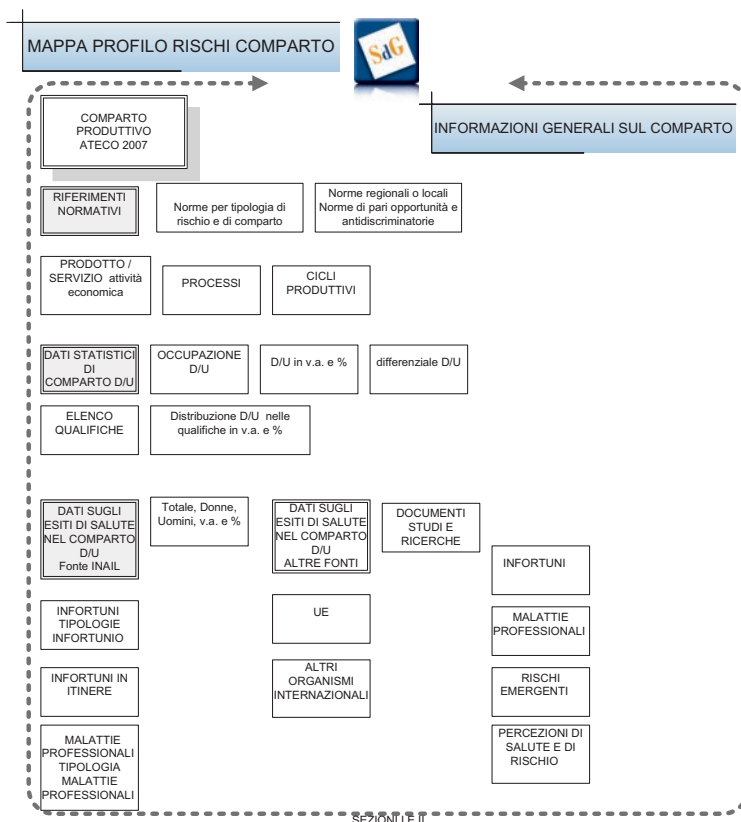 MAPPA PROFILO RISCHI COMPARTO
SdG
INFORMAZIONI GENERALI SUL COMPARTO
COMPARTO
PRODUTTIVO
ATECO 2007
RIFERIMENTI
NORMATIVI
Norme per tipologia di
rischio e di comparto
Norme regionali o locali
Norme di pari opportunità e
antidiscriminatorie
PRODOTTO /
SERVIZIO attività
economica
PROCESSI
CICLI
PRODUTTIVI
DATI STATISTICI
DI
COMPARTO D/U
OCCUPAZIONE
D/U
D/U in v.a. e %
differenziale D/U
ELENCO
QUALIFICHE
Distribuzione D/U nelle
qualifiche in v.a. e %
DATI SUGLI
ESITI DI SALUTE
NEL COMPARTO
D/U
Fonte INAIL
Totale, Donne,
Uomini, v.a. e %
DATI SUGLI
ESITI DI SALUTE
NEL COMPARTO
D/U
ALTRE FONTI
DOCUMENTI
STUDI E
RICERCHE
INFORTUNI
INFORTUNI
TIPOLOGIE
INFORTUNIO
UE
MALATTIE
PROFESSIONALI
INFORTUNI IN
ITINERE
ALTRI
ORGANISMI
INTERNAZIONALI
RISCHI
EMERGENTI
MALATTIE
PROFESSIONALI
TIPOLOGIA
MALATTIE
PROFESSIONALI
PERCEZIONI DI
SALUTE E DI
RISCHIO
SEZIONI I E II